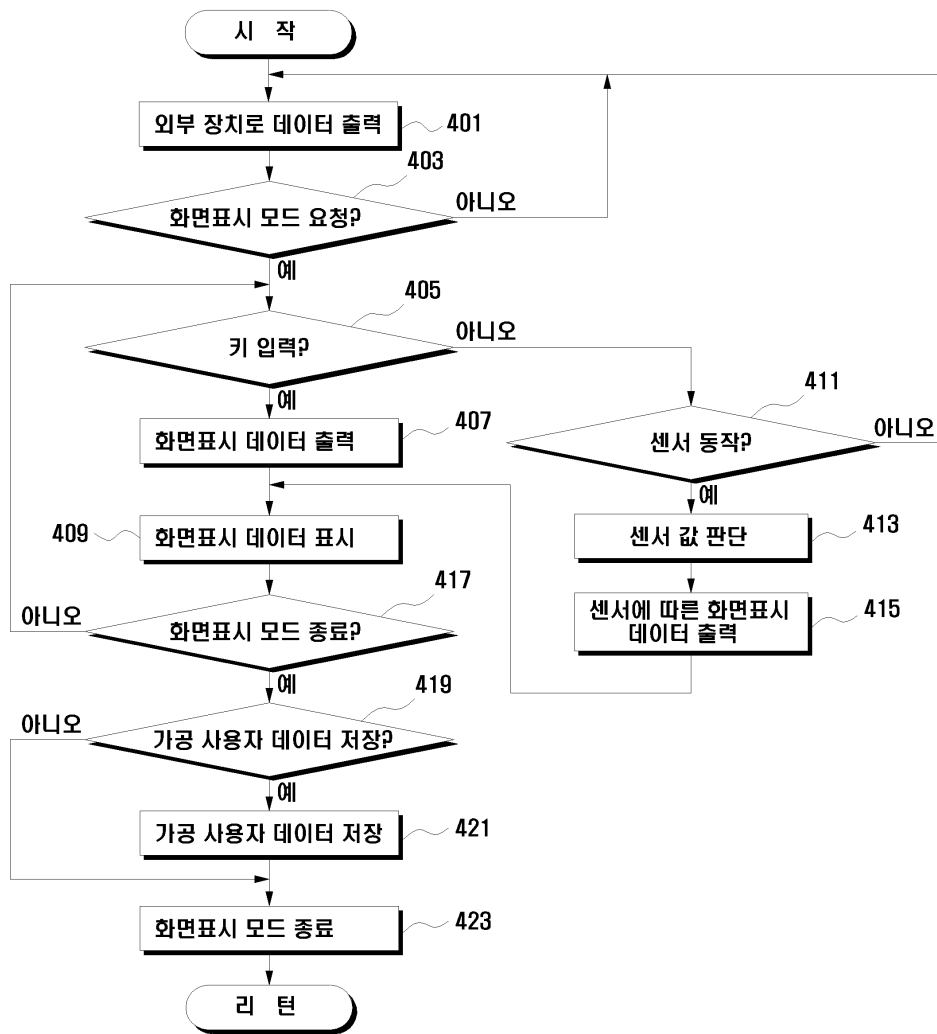 시 작
외부 장치로 데이터 출력
401
403
화면표시 모드 요청?
아니오
예
405
키 입력?
아니오
예
411
화면표시 데이터 출력
407
센서 동작?
아니오
예
409
화면표시 데이터 표시
센서 값 판단
413
417
아니오
화면표시 모드 종료?
센서에 따른 화면표시
데이터 출력
415
예
419
아니오
가공 사용자 데이터 저장?
예
가공 사용자 데이터 저장
421
화면표시 모드 종료
423
리 턴